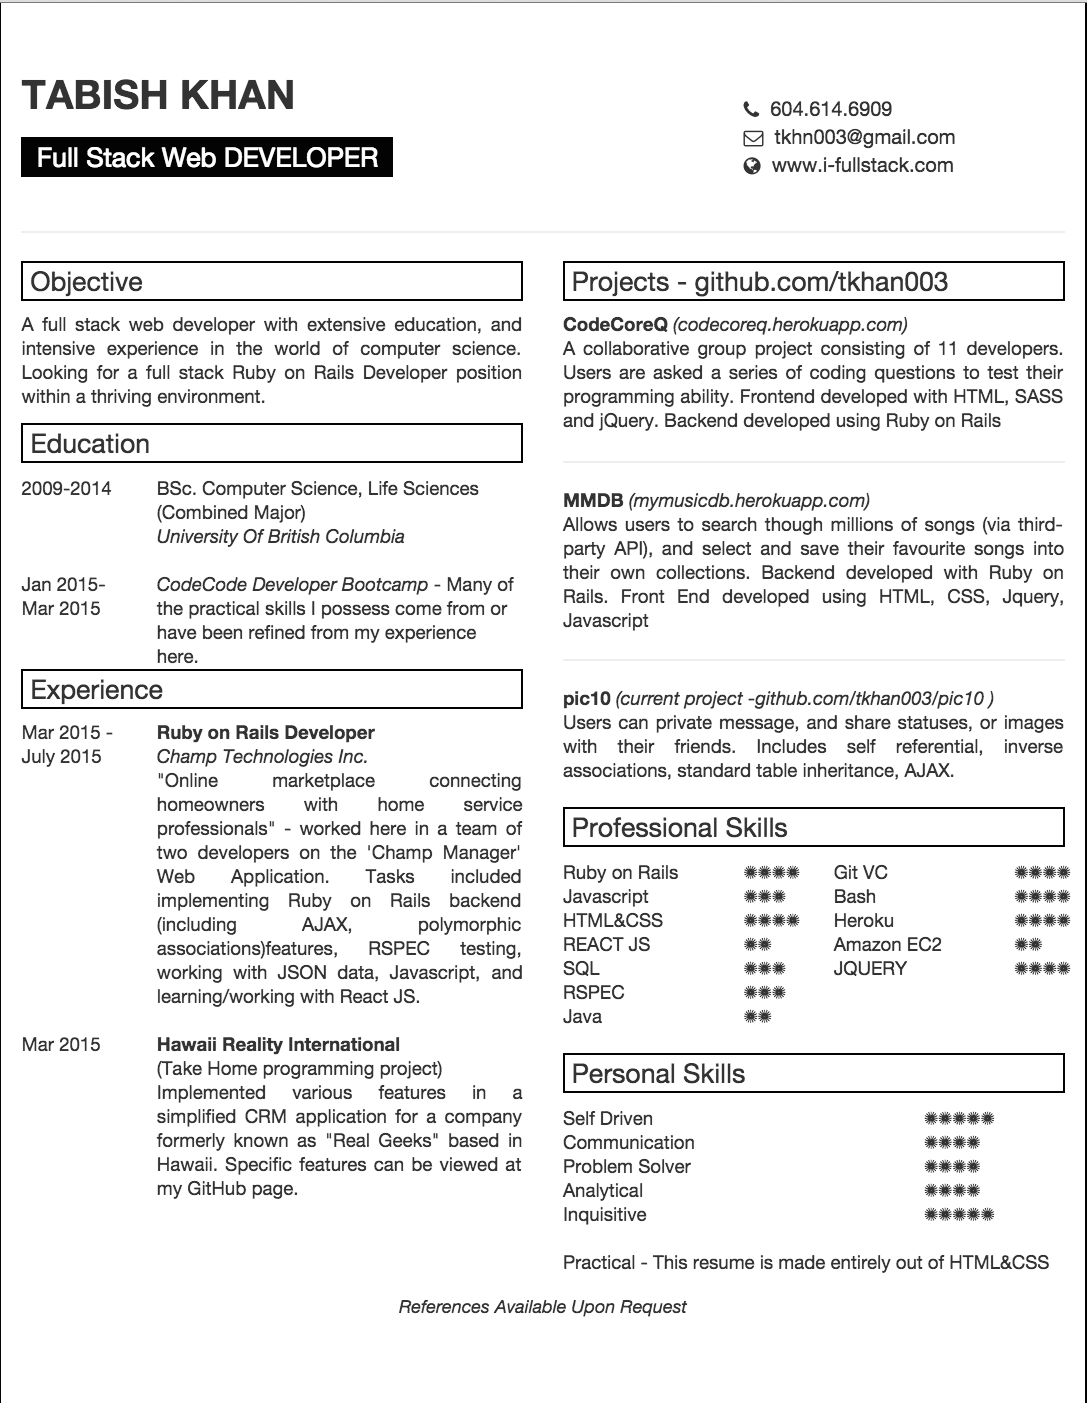 TABISH KHAN
Full Stack Web DEVELOPER
604.614.6909
tkhn003@gmail.com
www.i-fullstack.com
Objective
A full stack web developer with extensive education, and
intensive experience in the world of computer science.
Looking for a full stack Ruby on Rails Developer position
within a thriving environment.
Education
2009-2014 BSc. Computer Science, Life Sciences
(Combined Major)
University Of British Columbia
Jan 2015- CodeCode Developer Bootcamp - Many of
Mar 2015 the practical skills I possess come from or
have been refined from my experience
here.
Experience
Mar 2015 - Ruby on Rails Developer
July 2015 Champ Technologies Inc.
"Online marketplace connecting
homeowners with home service
professionals" - worked here in a team of
two developers on the 'Champ Manager'
Web Application. Tasks included
implementing Ruby on Rails backend
(including AJAX, polymorphic
associations)features, RSPEC testing,
working with JSON data, Javascript, and
learning/working with React JS.
Mar 2015 Hawaii Reality International
(Take Home programming project)
Implemented various features in a
simplified CRM application for a company
formerly known as "Real Geeks" based in
Hawaii. Specific features can be viewed at
my GitHub page.
Projects - github.com/tkhan003
CodeCoreQ (codecoreq.herokuapp.com)
A collaborative group project consisting of 11 developers.
Users are asked a series of coding questions to test their
programming ability. Frontend developed with HTML, SASS
and jQuery. Backend developed using Ruby on Rails
MMDB (mymusicdb.herokuapp.com)
Allows users to search though millions of songs (via third-
party API), and select and save their favourite songs into
their own collections. Backend developed with Ruby on
Rails. Front End developed using HTML, CSS, Jquery,
Javascript
pic10 (current project -github.com/tkhan003/pic10 )
Users can private message, and share statuses, or images
with their friends. Includes self referential, inverse
associations, standard table inheritance, AJAX.
Professional Skills
Ruby on Rails ✺✺✺✺ Git VC ✺✺✺✺
Javascript ✺✺✺ Bash ✺✺✺✺
HTML&CSS ✺✺✺✺ Heroku ✺✺✺✺
REACT JS ✺✺ Amazon EC2 ✺✺
SQL ✺✺✺ JQUERY ✺✺✺✺
RSPEC ✺✺✺
Java ✺✺
Personal Skills
Self Driven ✺✺✺✺✺
Communication ✺✺✺✺
Problem Solver ✺✺✺✺
Analytical ✺✺✺✺
Inquisitive ✺✺✺✺✺
Practical - This resume is made entirely out of HTML&CSS
References Available Upon Request